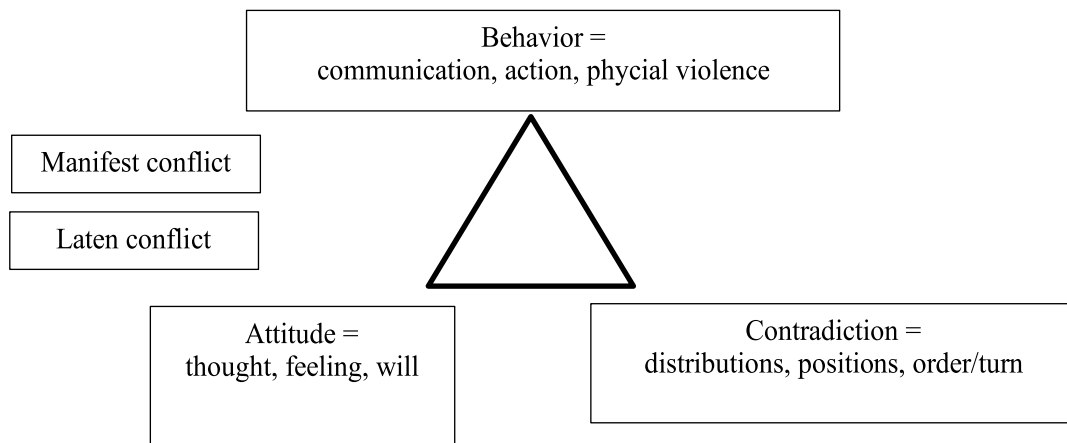 Behavior =
communication, action, phycial violence
Manifest conflict
Laten conflict
Attitude =
thought, feeling, will
Contradiction =
distributions, positions, order/turn